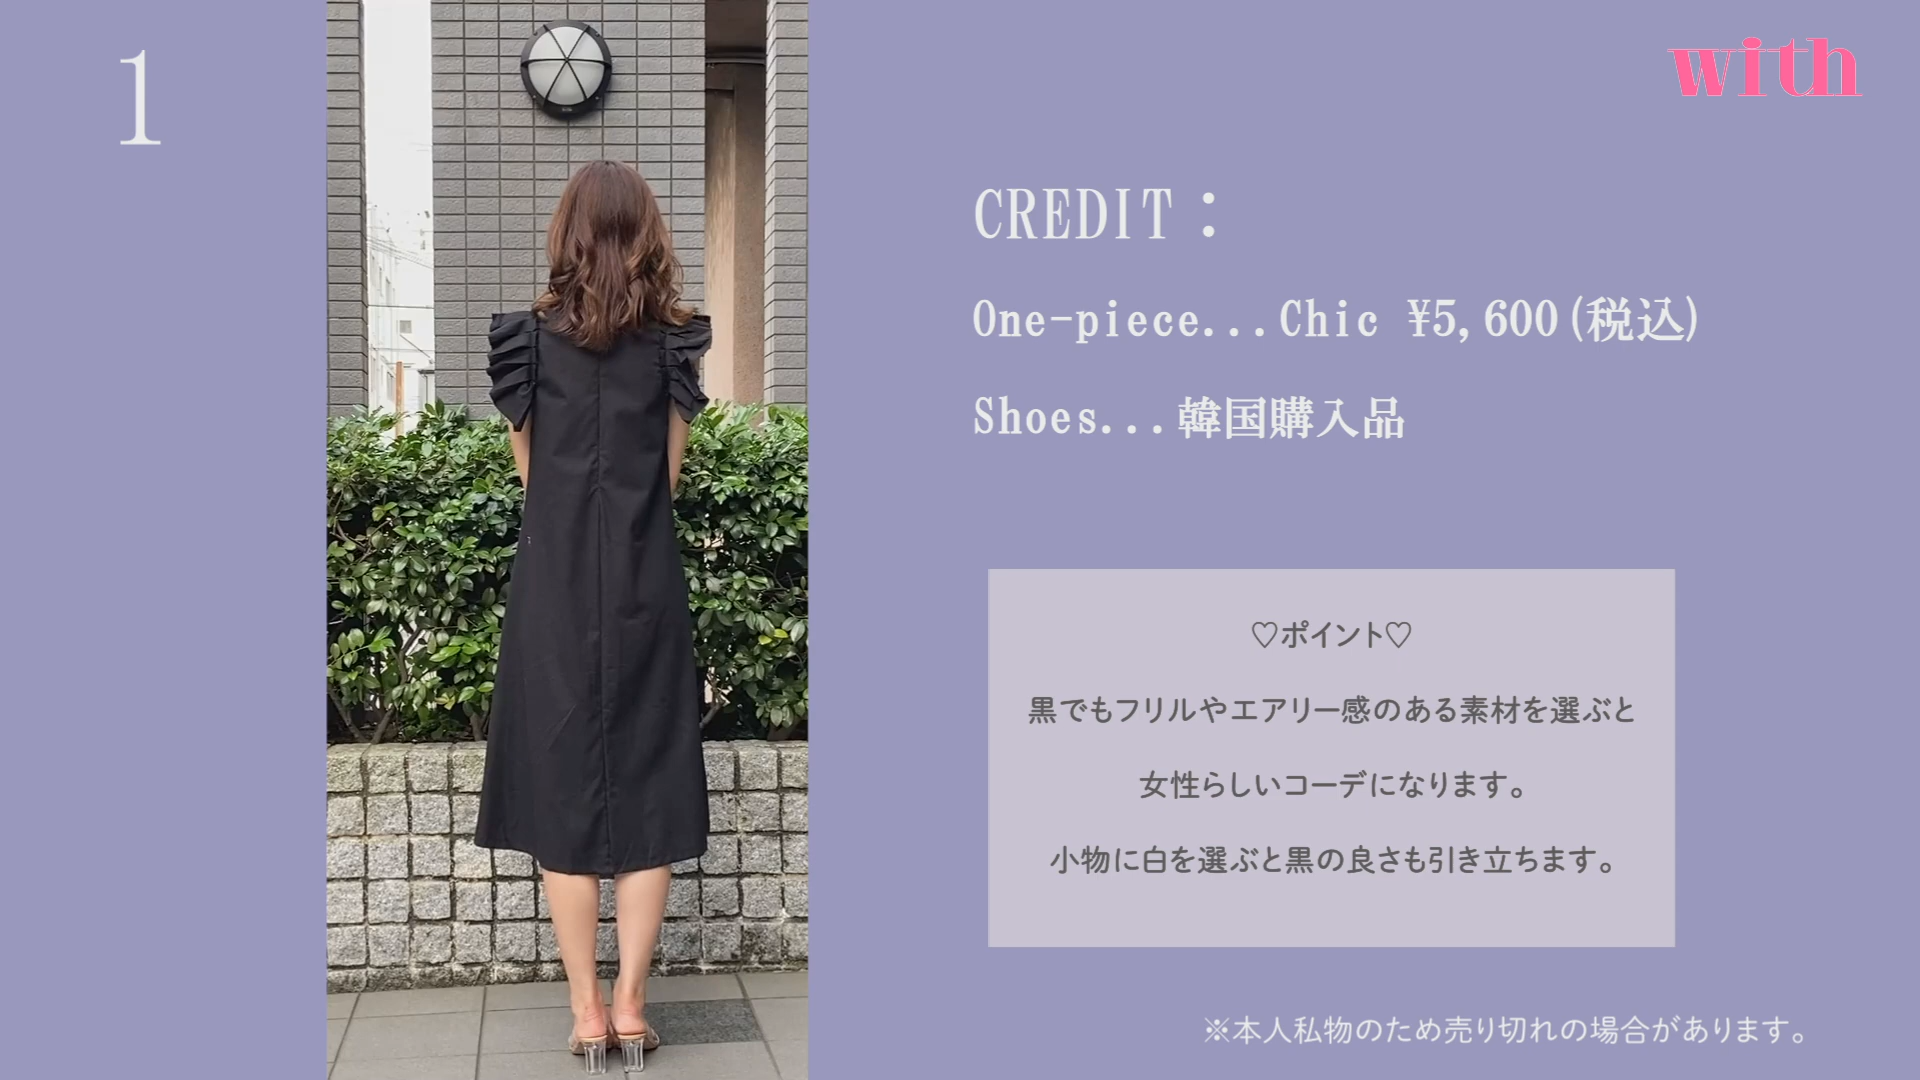 1
with
CREDIT：
One-piece...Chic ¥5,600(税込)
Shoes...韓国購入品
♡ポイント♡
黒でもフリルやエアリー感のある素材を選ぶと
女性らしいコーデになります。
小物に白を選ぶと黒の良さも引き立ちます。
※本人私物のため売り切れの場合があります。